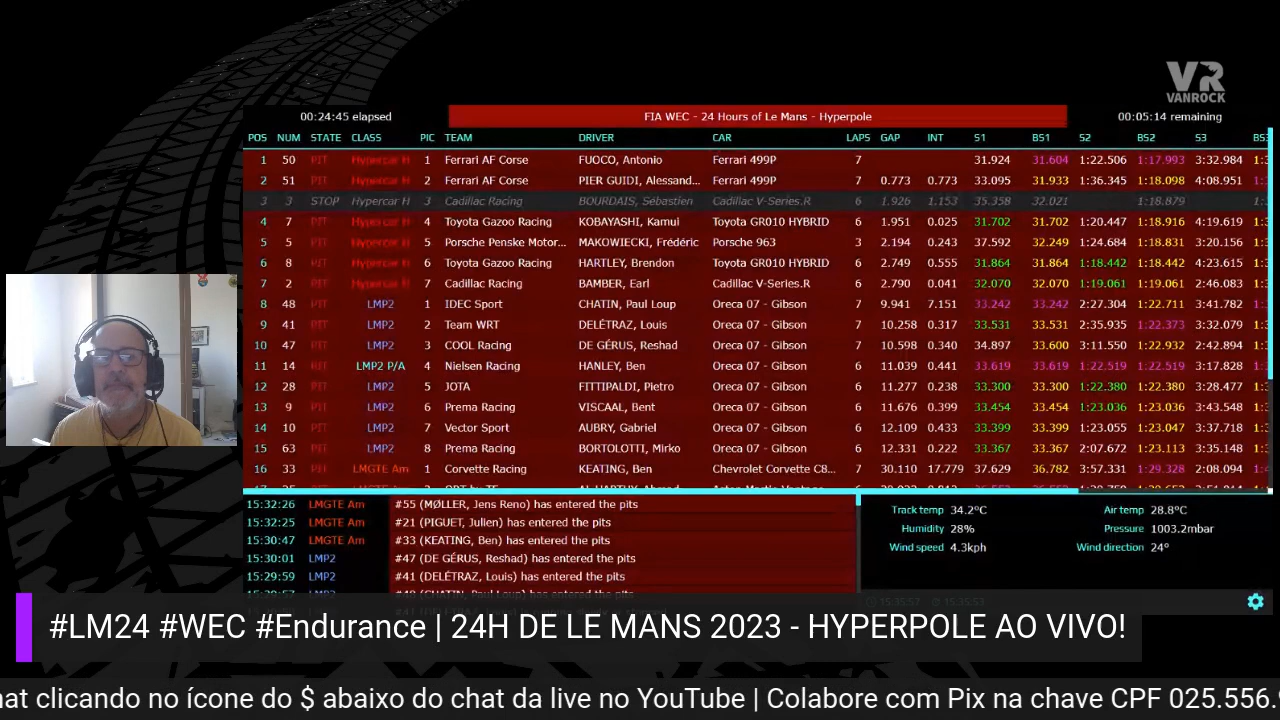 VR
VANROCK
00:24:45 elapsed FIA WEC - 24 Hours of Le Mans - Hyperpole 00:05:14 remaining
POS NUM STATE CLASS PIC TEAM DRIVER CAR LAPS GAP INT S1 BS1 S2 BS2 S3 BS3
1 50 PIT Hypercar H 1 Ferrari AF Corse FUOCO, Antonio Ferrari 499P 7 31.924 31.604 1:22.506 1:17.993 3:32.984
2 51 PIT Hypercar H 2 Ferrari AF Corse PIER GUIDI, Alessand... Ferrari 499P 7 0.773 0.773 33.095 31.933 1:36.345 1:18.098 4:08.951
3 3 STOP Hypercar H 3 Cadillac Racing BOURDAIS, Sébastien Cadillac V-Series.R 6 1.926 1.153 35.358 32.021 1:18.879
4 7 PIT Hypercar H 4 Toyota Gazoo Racing KOBAYASHI, Kamui Toyota GR010 HYBRID 6 1.951 0.025 31.702 31.702 1:20.447 1:18.916 4:19.619
5 5 PIT Hypercar H 5 Porsche Penske Motor... MAKOWIECKI, Frédéric Porsche 963 3 2.194 0.243 37.592 32.249 1:24.684 1:18.831 3:20.156
6 8 PIT Hypercar H 6 Toyota Gazoo Racing HARTLEY, Brendon Toyota GR010 HYBRID 6 2.749 0.555 31.864 31.864 1:18.442 1:18.442 4:23.615
7 2 PIT Hypercar H 7 Cadillac Racing BAMBER, Earl Cadillac V-Series.R 7 2.790 0.041 32.070 32.070 1:19.061 1:19.061 2:46.083
8 48 PIT LMP2 1 IDEC Sport CHATIN, Paul Loup Oreca 07 - Gibson 6 9.941 7.151 33.242 33.242 2:27.304 1:22.711 3:41.782
9 41 PIT LMP2 2 Team WRT DELÉTRAZ, Louis Oreca 07 - Gibson 6 10.258 0.317 33.531 33.531 2:35.935 1:22.373 3:32.079
10 47 PIT LMP2 3 COOL Racing DE GÉRUS, Reshad Oreca 07 - Gibson 6 10.598 0.340 34.897 33.600 3:11.550 1:22.932 2:42.894
11 14 PIT LMP2 P/A 4 Nielsen Racing HANLEY, Ben Oreca 07 - Gibson 6 11.039 0.441 33.619 33.619 1:22.519 1:22.519 3:17.828
12 28 PIT LMP2 5 JOTA FITTIPALDI, Pietro Oreca 07 - Gibson 6 11.277 0.238 33.300 33.300 1:22.380 1:22.380 3:28.477
13 9 PIT LMP2 6 Prema Racing VISCAAL, Bent Oreca 07 - Gibson 6 11.676 0.399 33.454 33.454 1:23.036 1:23.036 3:43.548
14 10 PIT LMP2 7 Vector Sport AUBRY, Gabriel Oreca 07 - Gibson 6 12.109 0.433 33.399 33.399 1:23.055 1:23.047 3:37.718
15 63 PIT LMP2 8 Prema Racing BORTOLOTTI, Mirko Oreca 07 - Gibson 6 12.331 0.222 33.367 33.367 2:07.672 1:23.113 3:35.148
16 33 PIT LMGTE Am 1 Corvette Racing KEATING, Ben Chevrolet Corvette C8... 7 30.110 17.779 37.629 36.782 3:57.331 1:29.328 2:08.094
15:32:26 LMGTE Am #55 (MØLLER, Jens Reno) has entered the pits
15:32:25 LMGTE Am #21 (PIGUET, Julien) has entered the pits
15:30:47 LMGTE Am #33 (KEATING, Ben) has entered the pits
15:30:01 LMP2 #47 (DE GÉRUS, Reshad) has entered the pits
15:29:59 LMP2 #41 (DELÉTRAZ, Louis) has entered the pits
Track temp 34.2°C Air temp 28.8°C
Humidity 28% Pressure 1003.2mbar
Wind speed 4.3kph Wind direction 24°
#LM24 #WEC #Endurance | 24H DE LE MANS 2023 - HYPERPOLE AO VIVO!
hat clicando no ícone do $ abaixo do chat da live no YouTube | Colabore com Pix na chave CPF 025.556.